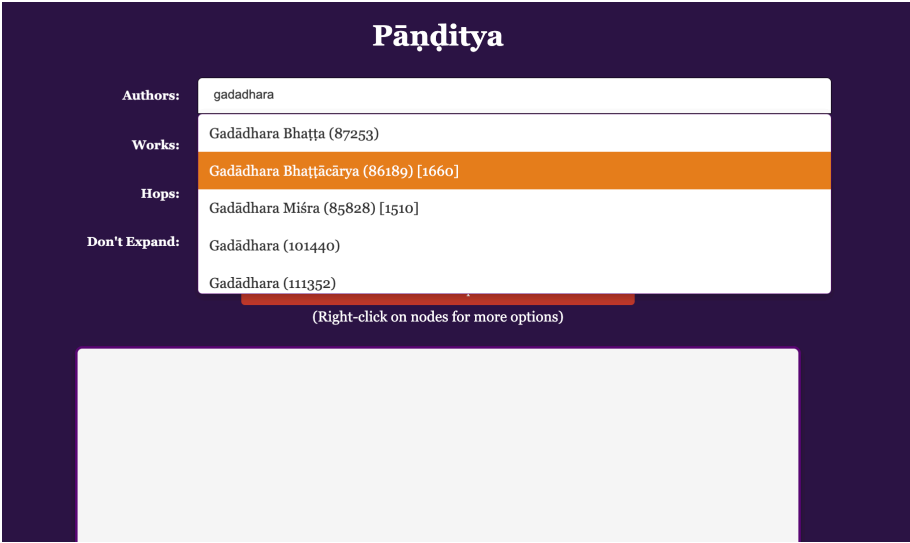 Pāṇḍitya
Authors: gadadhara
Gadādhara Bhaṭṭa (87253)
Works:
Gadādhara Bhaṭṭācārya (86189) [1660]
Hops:
Gadādhara Miśra (85828) [1510]
Don't Expand:
Gadādhara (101440)
Gadādhara (111352)
(Right-click on nodes for more options)